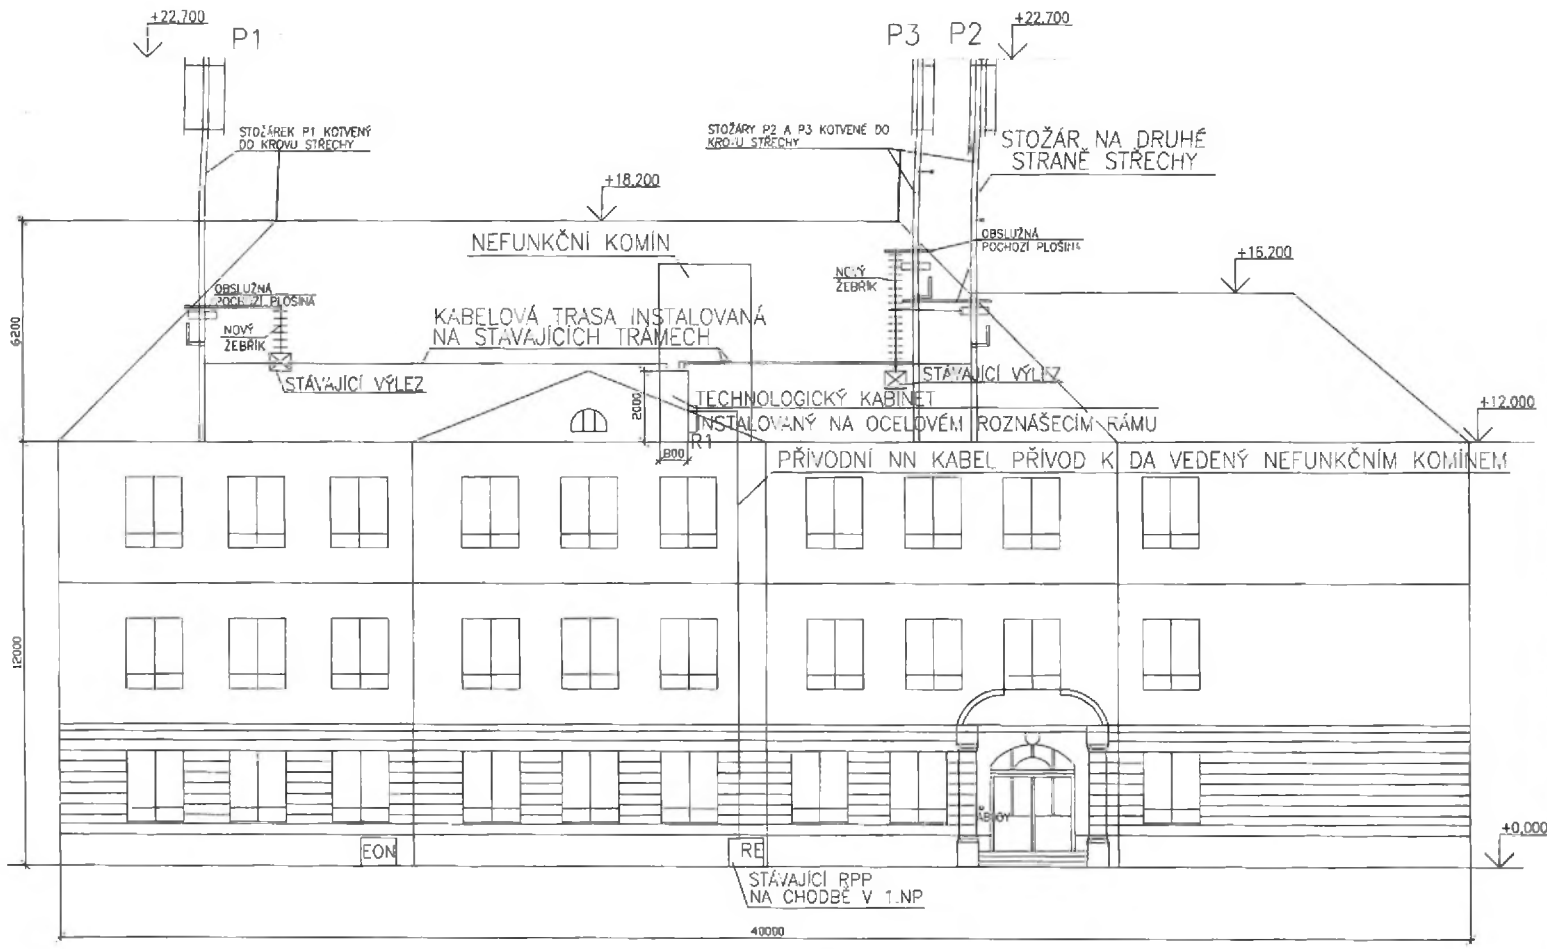 +22,700
P1
P3
P2
+22,700
STOŽÁREK P1 KOTVENÝ
DO KROVU STŘECHY
STOŽÁRY P2 A P3 KOTVENÉ DO
KROVU STŘECHY
STOŽÁR NA DRUHÉ
STRANĚ STŘECHY
+18,200
NEFUNKČNÍ KOMÍN
OBSLUŽNÁ
POCHOZÍ PLOŠINA
+16,200
NOVÝ
ŽEBŘÍK
OBSLUŽNÁ
POCHOZÍ PLOŠINA
NOVÝ
ŽEBŘÍK
KABELOVÁ TRASA INSTALOVANÁ
NA STÁVAJÍCÍCH TRÁMECH
6200
STÁVAJÍCÍ VÝLEZ
STÁVAJÍCÍ VÝLEZ
2000
TECHNOLOGICKÝ KABINET
INSTALOVANÝ NA OCELOVÉM ROZNÁŠECÍM RÁMU
+12,000
R1
800
PŘÍVODNÍ NN KABEL PŘÍVOD K DA VEDENÝ NEFUNKČNÍM KOMÍNEM
12000
+0,000
EON
RE
STÁVAJÍCÍ RPP
NA CHODBĚ V 1.NP
40000